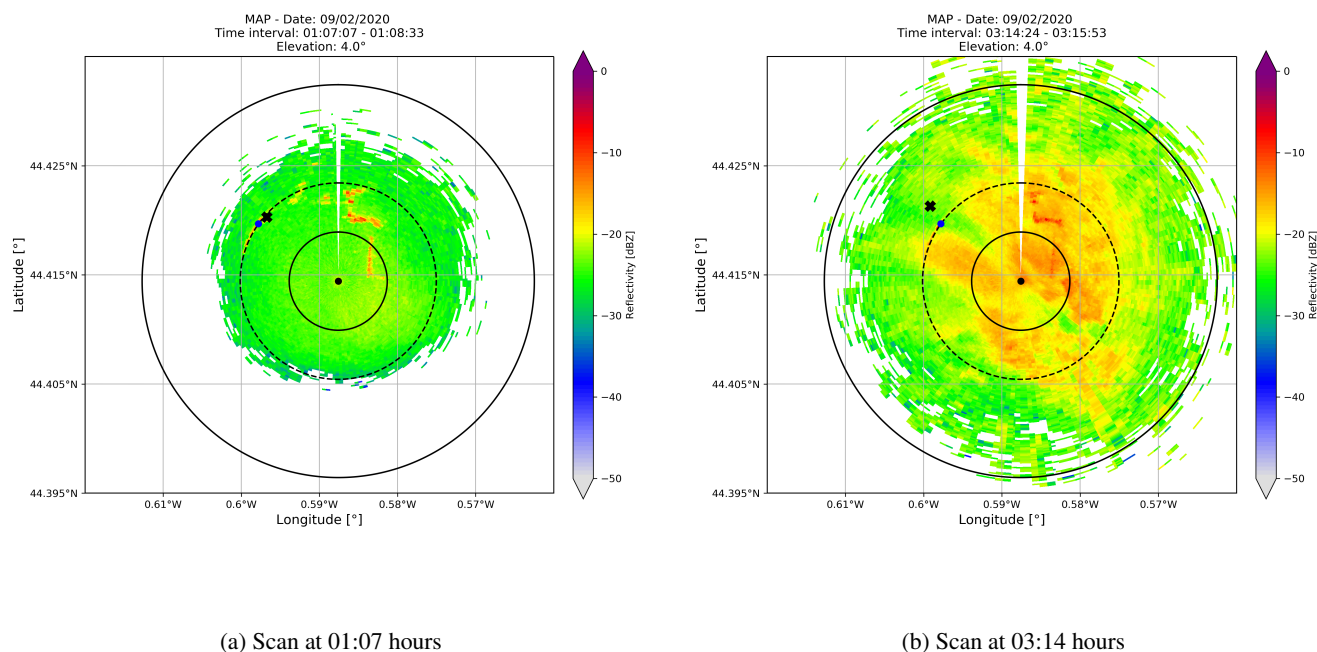 MAP - Date: 09/02/2020
Time interval: 01:07:07 - 01:08:33
Elevation: 4.0°
44.425°N
44.415°N
44.405°N
44.395°N
Latitude [°]
0.61°W 0.6°W 0.59°W 0.58°W 0.57°W
Longitude [°]
0
−10
−20
−30
−40
−50
Reflectivity [dBZ]
(a) Scan at 01:07 hours
MAP - Date: 09/02/2020
Time interval: 03:14:24 - 03:15:53
Elevation: 4.0°
44.425°N
44.415°N
44.405°N
44.395°N
Latitude [°]
0.61°W 0.6°W 0.59°W 0.58°W 0.57°W
Longitude [°]
0
−10
−20
−30
−40
−50
Reflectivity [dBZ]
(b) Scan at 03:14 hours